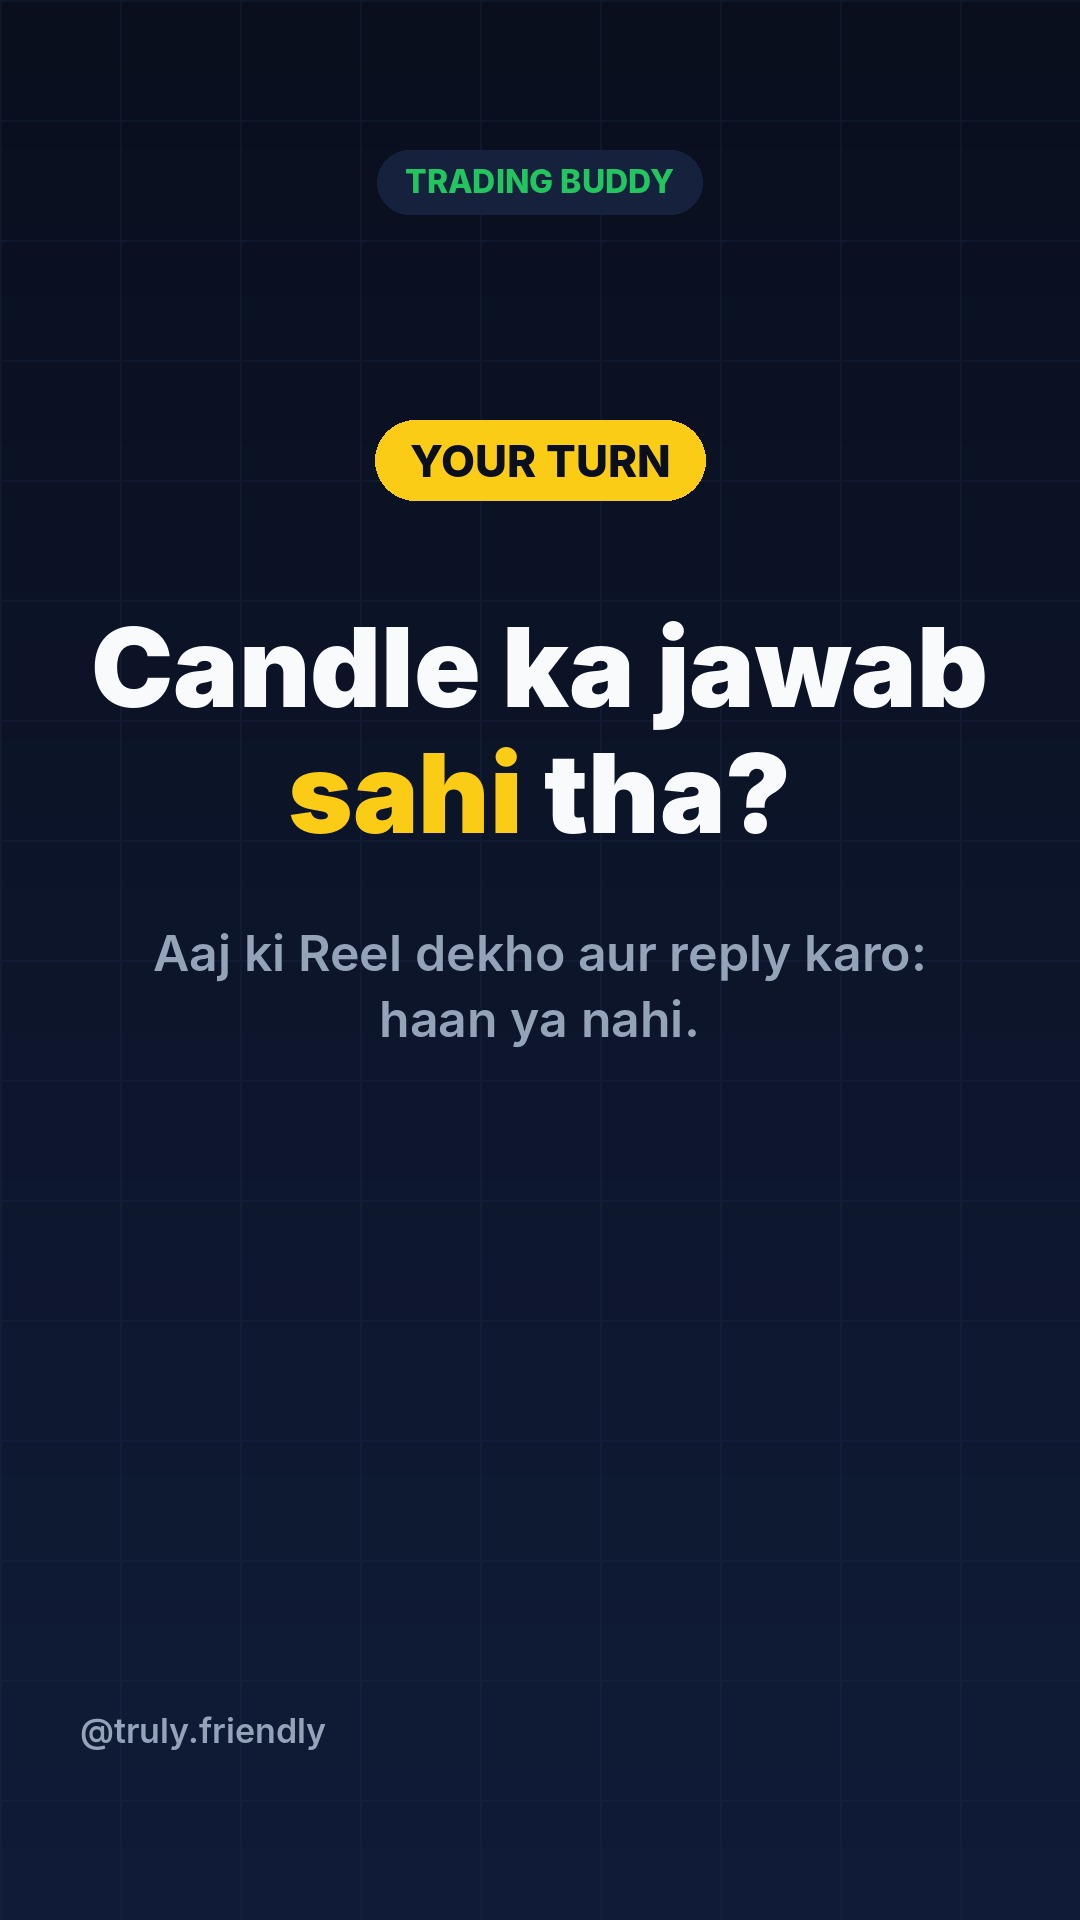 TRADING BUDDY
YOUR TURN
Candle ka jawab
sahi tha?
Aaj ki Reel dekho aur reply karo:
haan ya nahi.
@truly.friendly